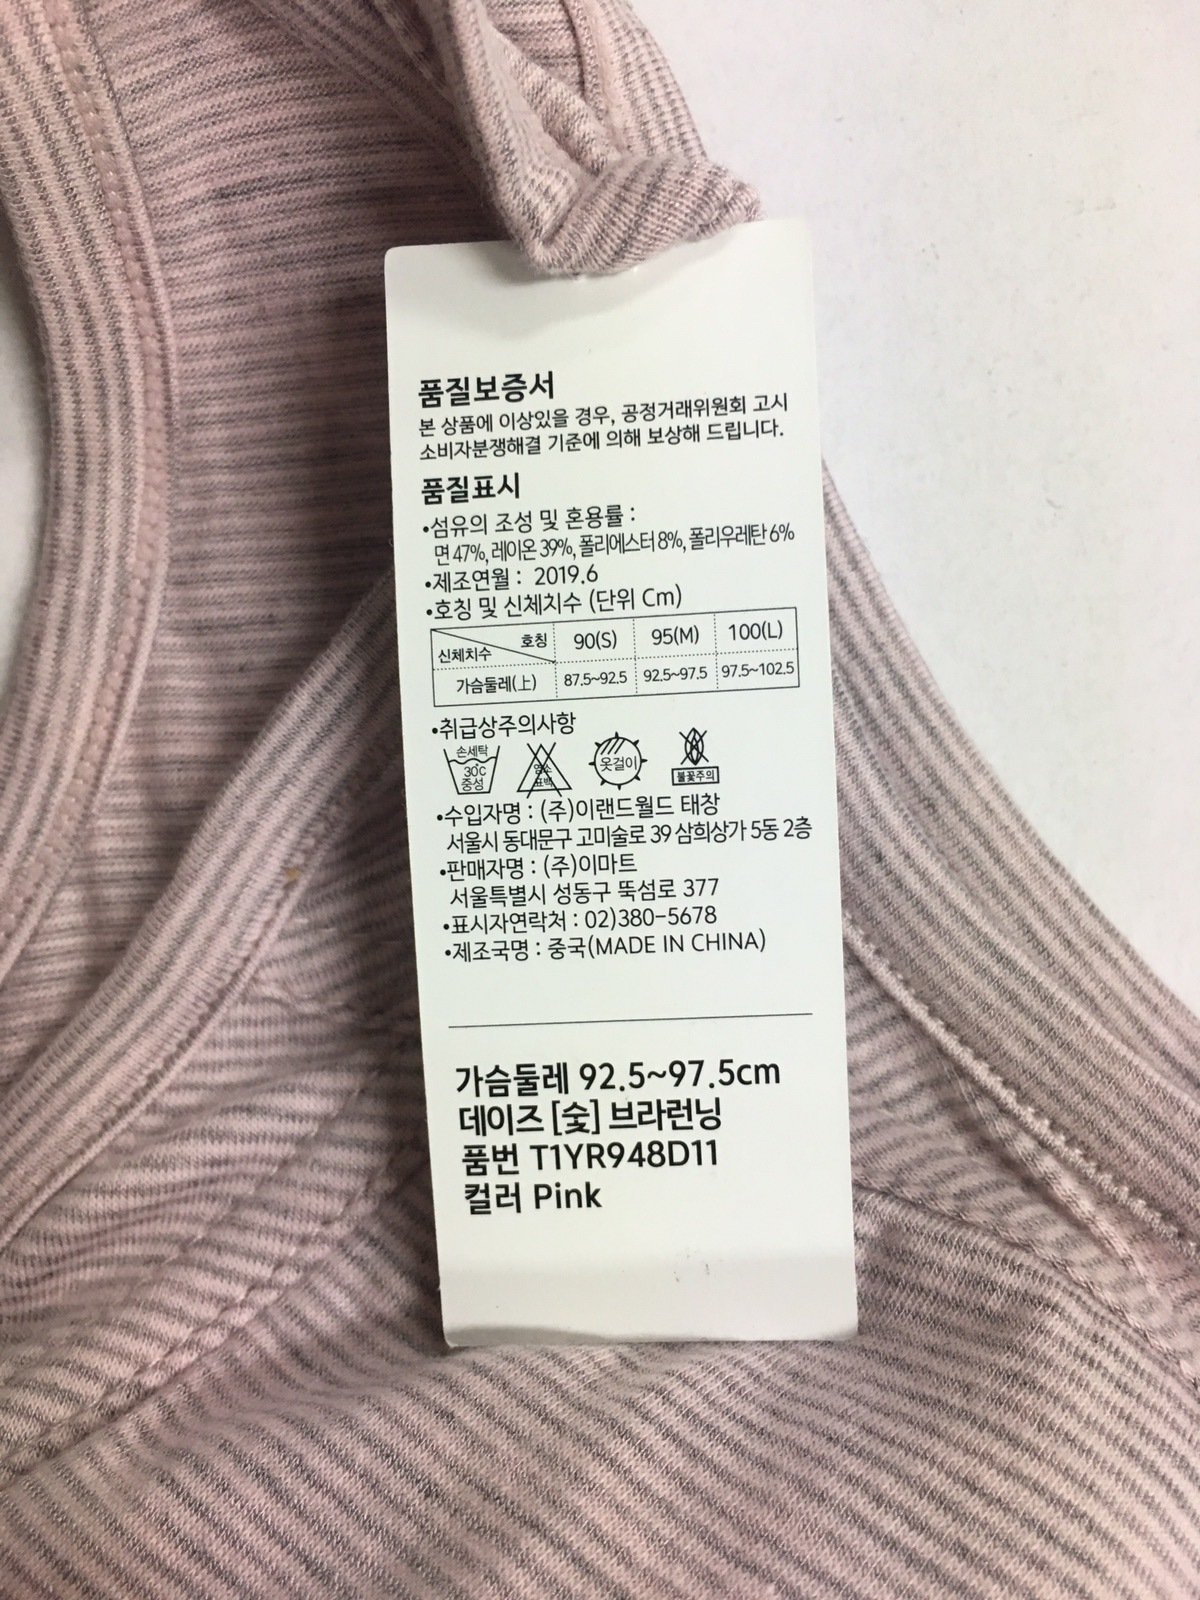 품질보증서
본 상품에 이상있을 경우, 공정거래위원회 고시
소비자분쟁해결 기준에 의해 보상해 드립니다.
품질표시
•섬유의 조성 및 혼용률 :
면 47%, 레이온 39%, 폴리에스터 8%, 폴리우레탄 6%
•제조연월 : 2019.6
•호칭 및 신체치수 (단위 Cm)
호칭 90(S) 95(M) 100(L)
신체치수
가슴둘레(上) 87.5~92.5 92.5~97.5 97.5~102.5
•취급상주의사항
손세탁 30℃ 중성
염소 표백
옷걸이
불꽃주의
•수입자명 : (주)이랜드월드 태창
서울시 동대문구 고미술로 39 삼희상가 5동 2층
•판매자명 : (주)이마트
서울특별시 성동구 뚝섬로 377
•표시자연락처 : 02)380-5678
•제조국명 : 중국(MADE IN CHINA)
가슴둘레 92.5~97.5cm
데이즈 [숯] 브라런닝
품번 T1YR948D11
컬러 Pink